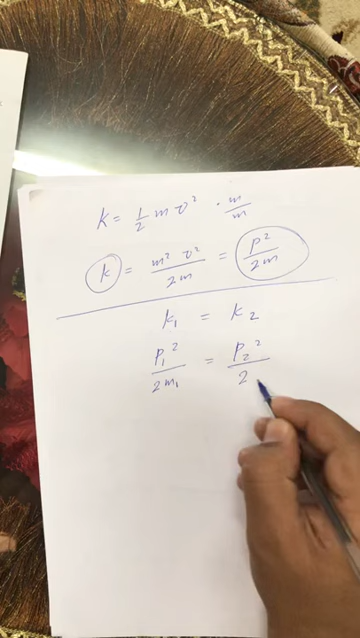 k = 1/2 m v² · m/m
k = m² v²/2m = p²/2m
k₁ = k₂
p₁²/2m₁ = p₂²/2